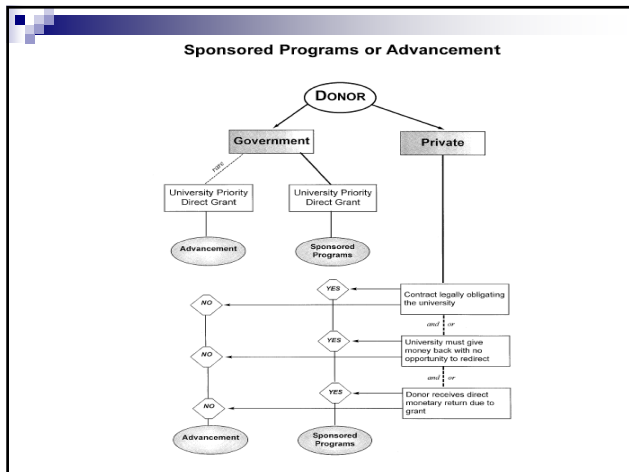 Sponsored Programs or Advancement
DONOR
Government
Private
rare
University Priority
Direct Grant
University Priority
Direct Grant
Advancement
Sponsored
Programs
YES
Contract legally obligating
the university
NO
and or
YES
University must give
money back with no
opportunity to redirect
NO
and or
YES
Donor receives direct
monetary return due to
grant
NO
Advancement
Sponsored
Programs